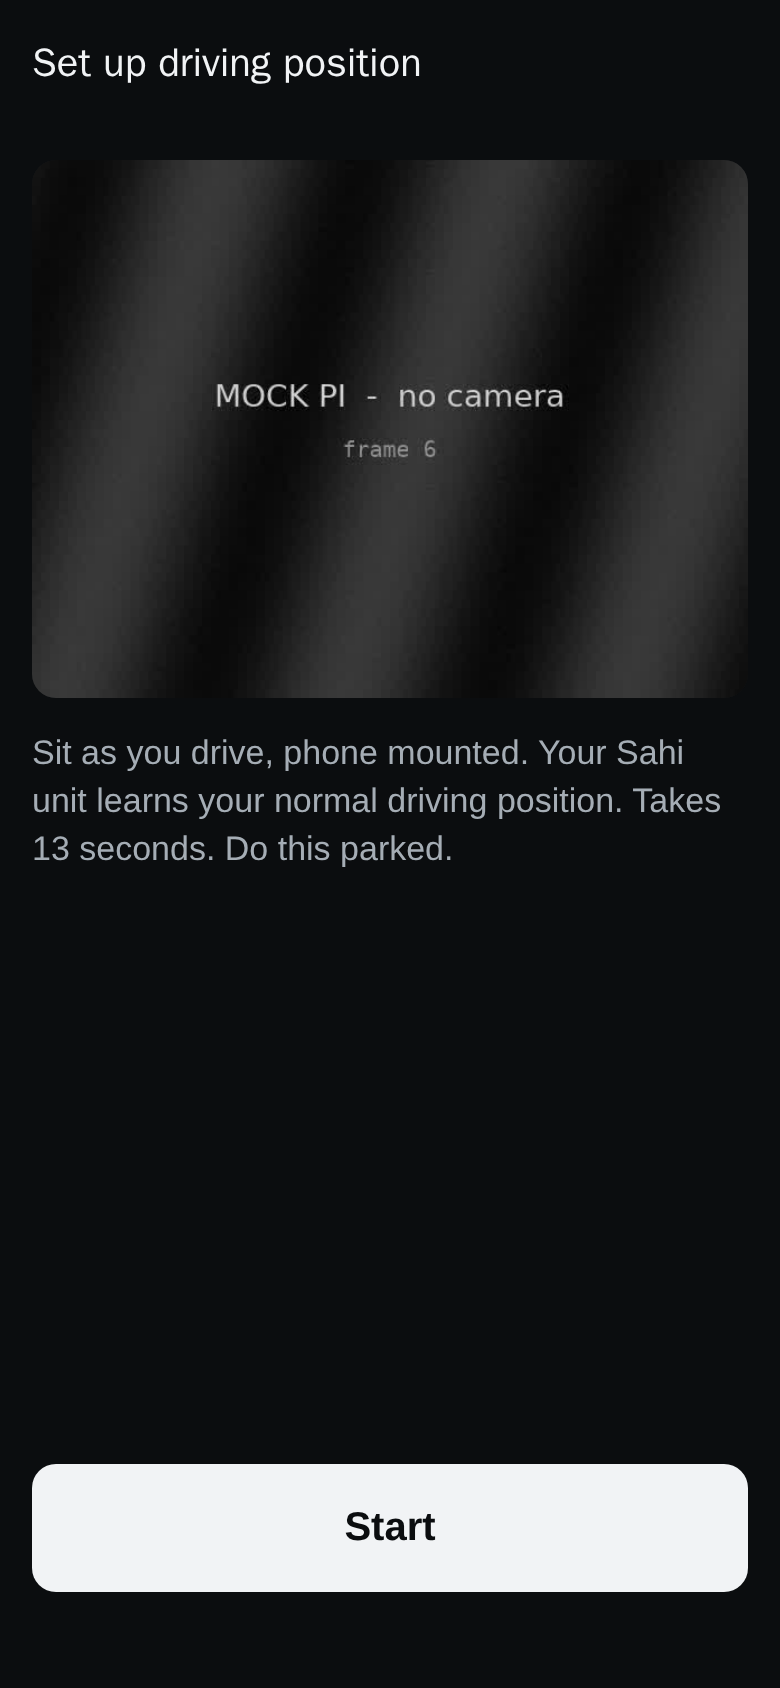 Set up driving position
MOCK PI - no camera
frame 6
Sit as you drive, phone mounted. Your Sahi
unit learns your normal driving position. Takes
13 seconds. Do this parked.
Start